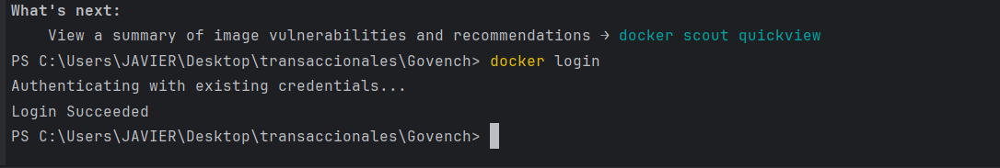 What's next:
View a summary of image vulnerabilities and recommendations → docker scout quickview
PS C:\Users\JAVIER\Desktop\transaccionales\Govench> docker login
Authenticating with existing credentials...
Login Succeeded
PS C:\Users\JAVIER\Desktop\transaccionales\Govench>